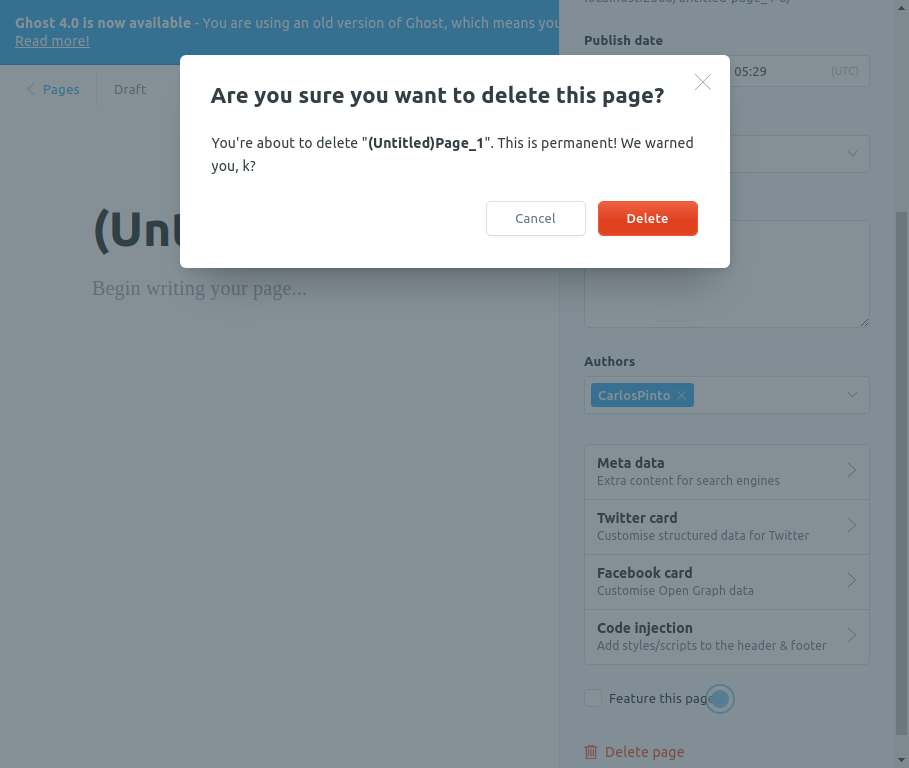 Ghost 4.0 is now available - You are using an old version of Ghost, which means you
Read more!
Publish date
05:29
(UTC)
Pages
Draft
Are you sure you want to delete this page?
You're about to delete "(Untitled)Page_1". This is permanent! We warned
you, k?
Cancel
Delete
Begin writing your page...
Authors
CarlosPinto
Meta data
Extra content for search engines
Twitter card
Customise structured data for Twitter
Facebook card
Customise Open Graph data
Code injection
Add styles/scripts to the header & footer
Feature this page
Delete page